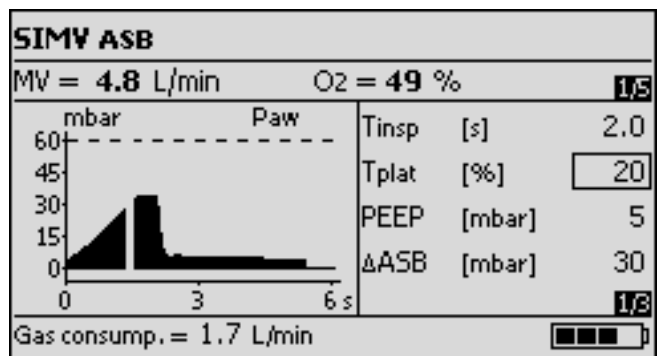 SIMV ASB
MV = 4.8 L/min O2 = 49 %
1/5
mbar Paw
60
45
30
15
0
0 3 6 s
Tinsp [s] 2.0
Tplat [%] 20
PEEP [mbar] 5
ΔASB [mbar] 30
1/3
Gas consump. = 1.7 L/min